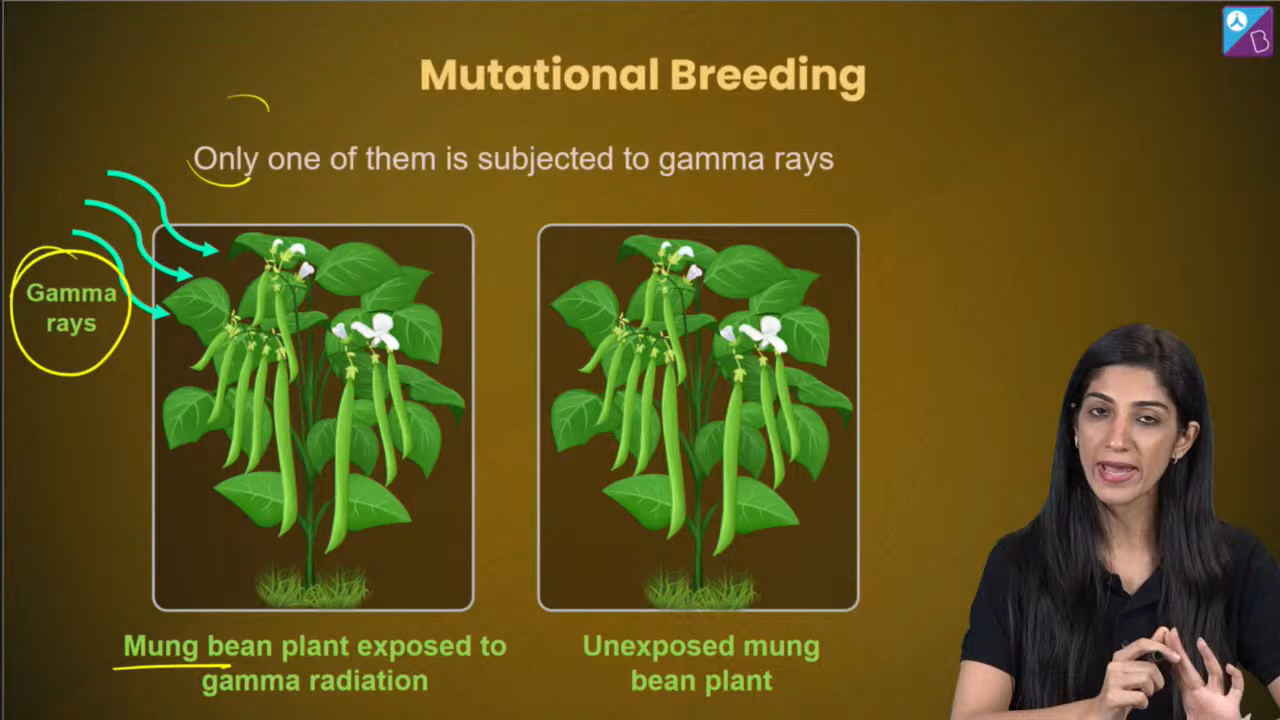 Mutational Breeding
Only one of them is subjected to gamma rays
Gamma
rays
Mung bean plant exposed to
gamma radiation
Unexposed mung
bean plant
B